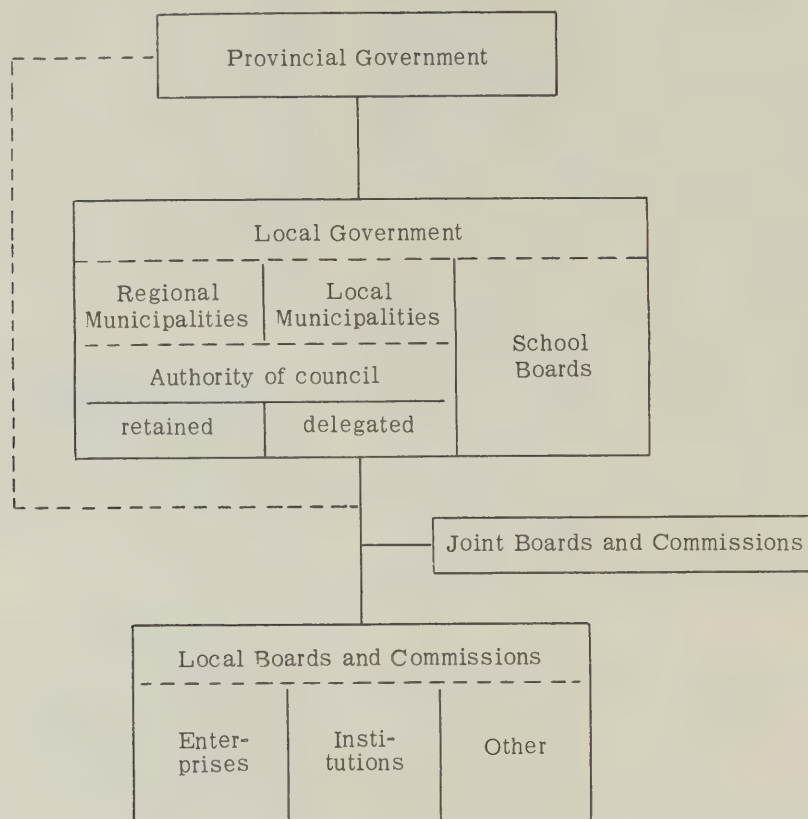 Provincial Government
Local Government
Regional
Municipalities
Local
Municipalities
School
Boards
Authority of council
retained
delegated
Joint Boards and Commissions
Local Boards and Commissions
Enter-
prises
Insti-
tutions
Other